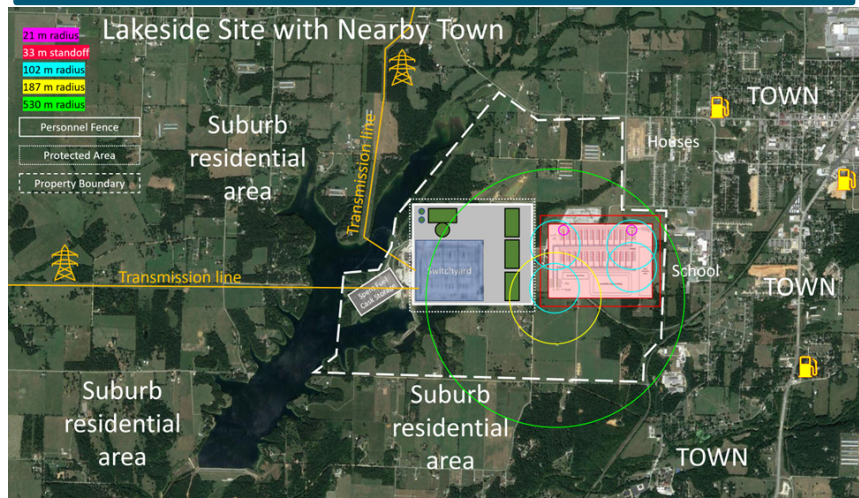 Lakeside Site with Nearby Town
21 m radius
33 m standoff
102 m radius
187 m radius
530 m radius
Personnel Fence
Protected Area
Property Boundary
Suburb
residential
area
Transmission line
TOWN
Houses
Switchyard
School
Transmission line
Cask Storage
TOWN
Suburb
residential
area
Suburb
residential
area
TOWN